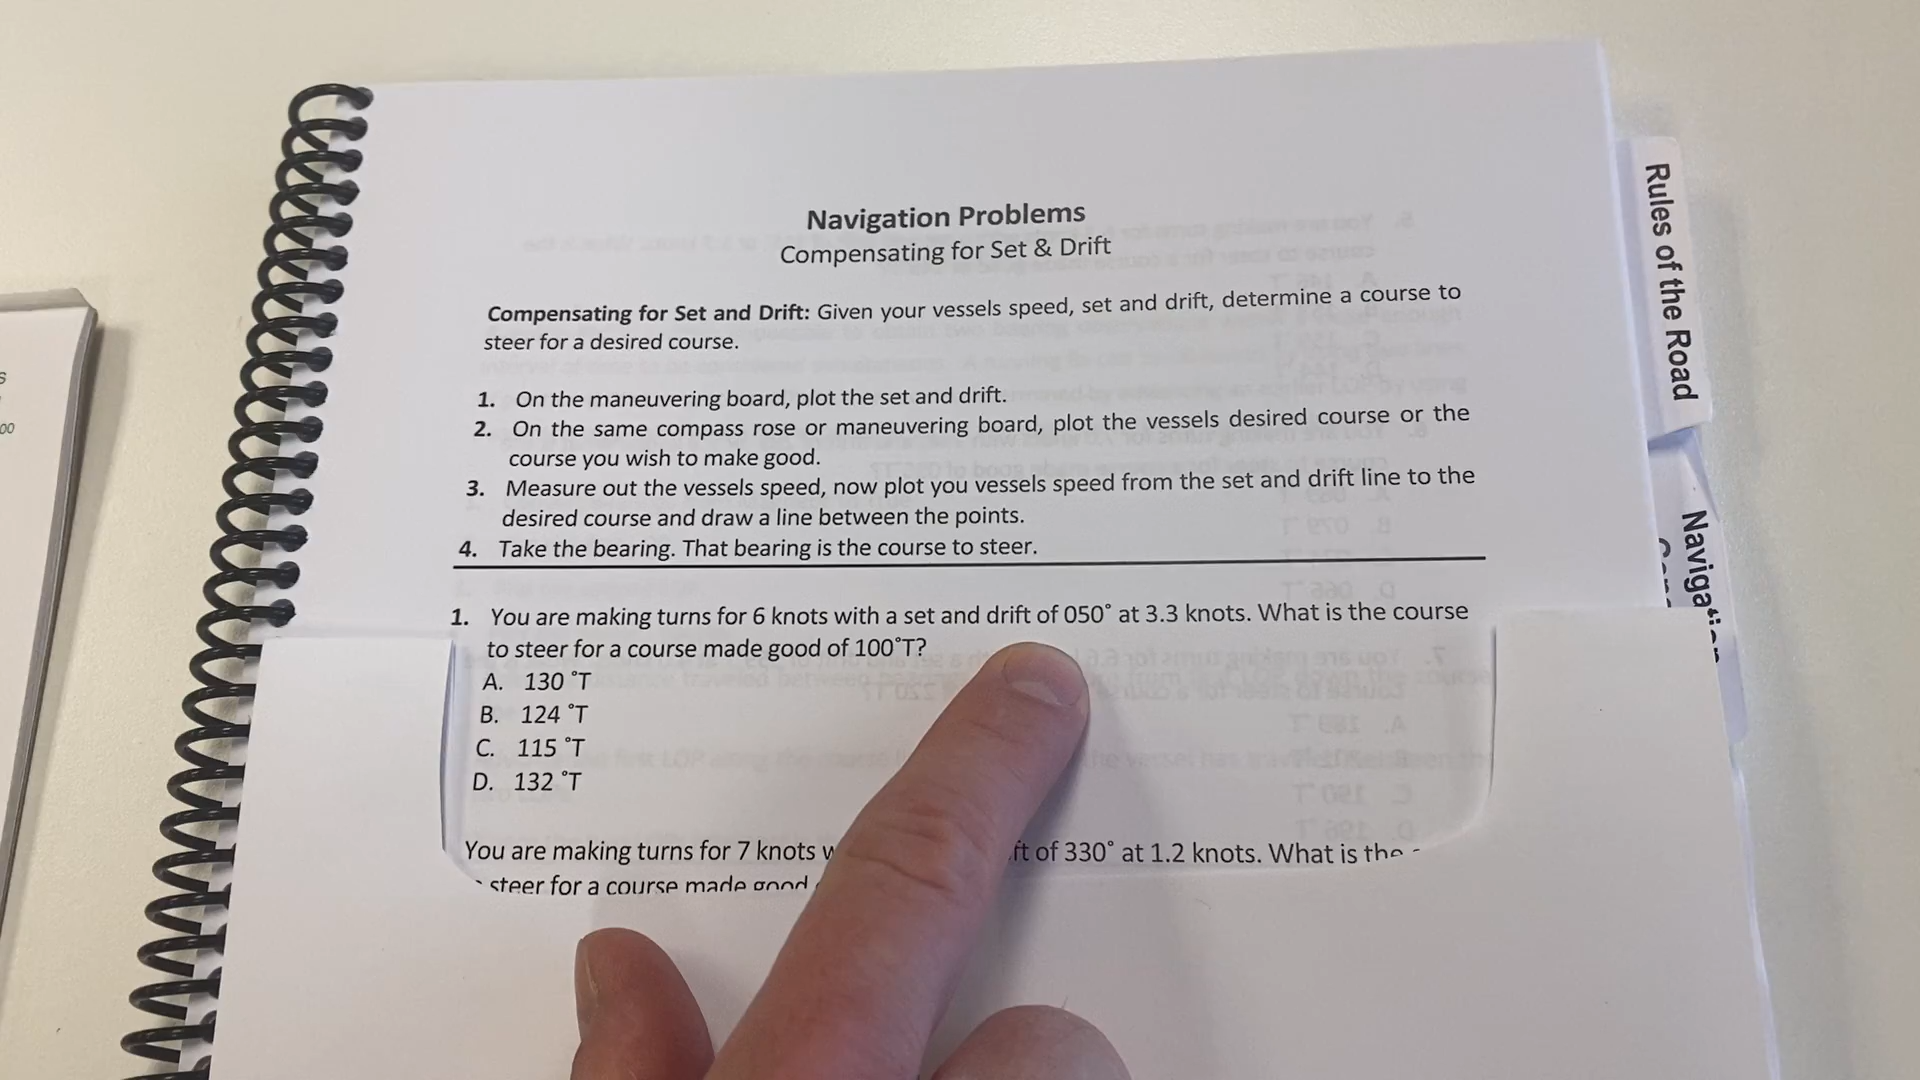 Navigation Problems
Compensating for Set & Drift
Compensating for Set and Drift: Given your vessels speed, set and drift, determine a course to
steer for a desired course.
1. On the maneuvering board, plot the set and drift.
2. On the same compass rose or maneuvering board, plot the vessels desired course or the
course you wish to make good.
3. Measure out the vessels speed, now plot you vessels speed from the set and drift line to the
desired course and draw a line between the points.
4. Take the bearing. That bearing is the course to steer.
1. You are making turns for 6 knots with a set and drift of 050° at 3.3 knots. What is the course
to steer for a course made good of 100°T?
A. 130 °T
B. 124 °T
C. 115 °T
D. 132 °T
You are making turns for 7 knots
of 330° at 1.2 knots. What is the
steer for a course made good
Rules of the Road
Navigation
00